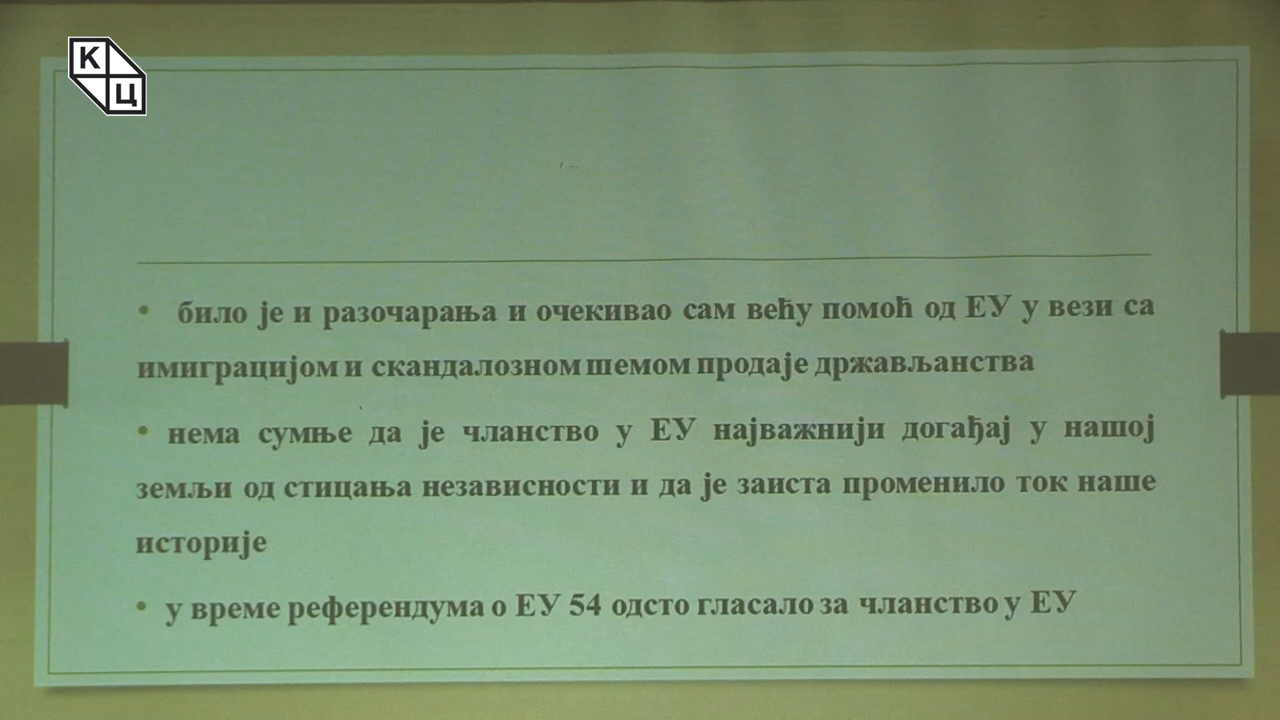 К
Ц
• било је и разочарања и очекивао сам већу помоћ од ЕУ у вези са
имиграцијом и скандалозном шемом продаје држављанства
• нема сумње да је чланство у ЕУ најважнији догађај у нашој
земљи од стицања независности и да је заиста променило ток наше
историје
• у време референдума о ЕУ 54 одсто гласало за чланство у ЕУ